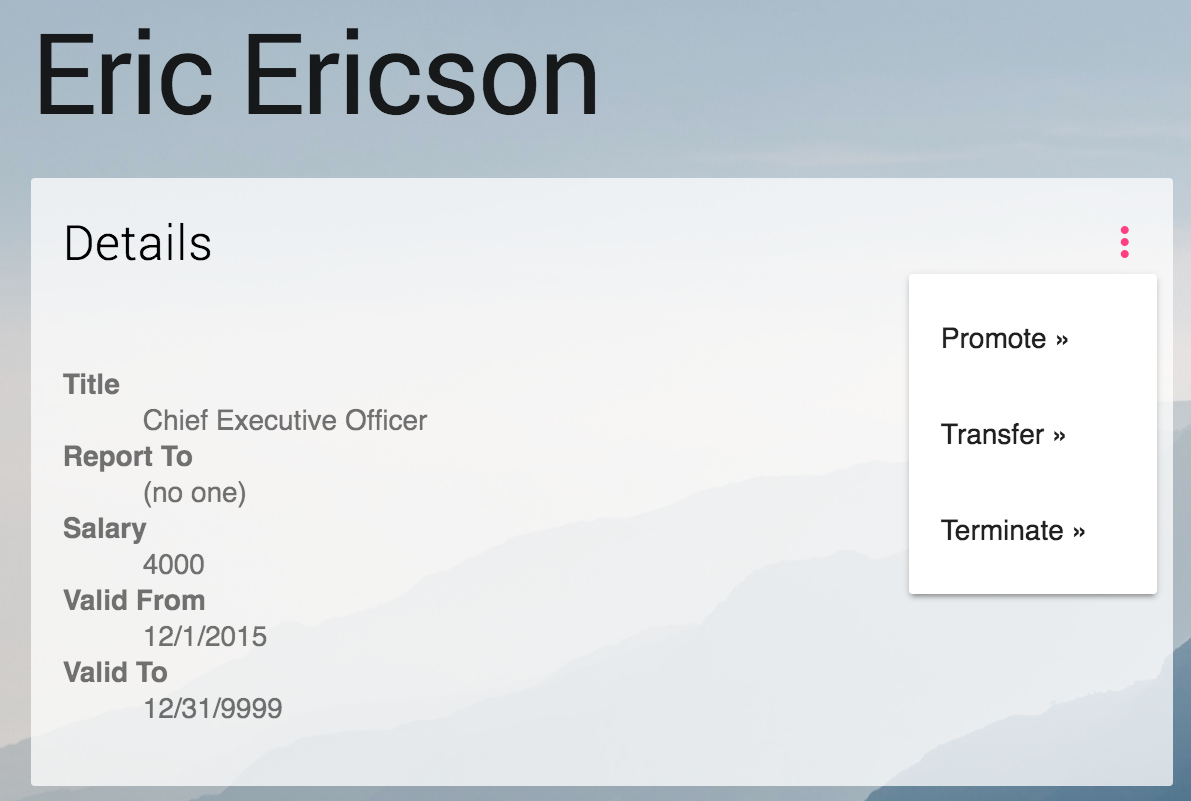 Eric Ericson
Details
Promote »
Transfer »
Terminate »
Title
Chief Executive Officer
Report To
(no one)
Salary
4000
Valid From
12/1/2015
Valid To
12/31/9999